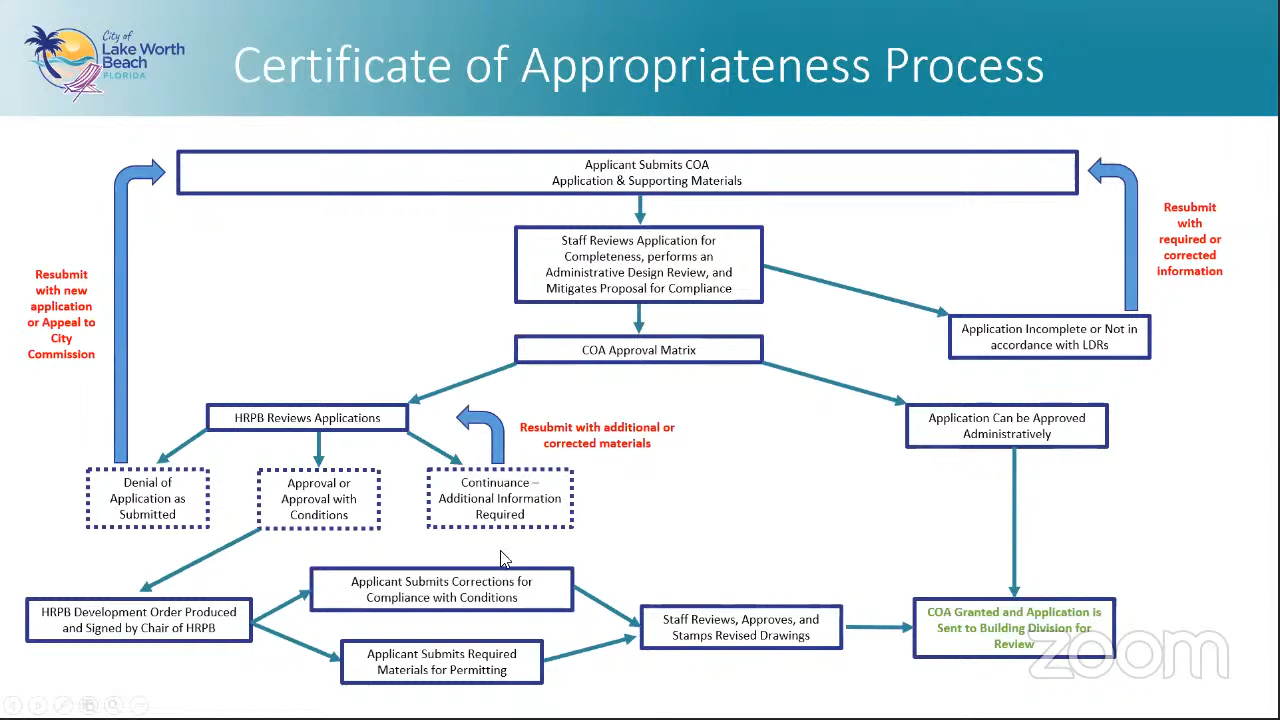 City of
Lake Worth
Beach
FLORIDA
Certificate of Appropriateness Process
Applicant Submits COA
Application & Supporting Materials
Resubmit
with
required or
corrected
information
Staff Reviews Application for
Completeness, performs an
Administrative Design Review, and
Mitigates Proposal for Compliance
Resubmit
with new
application
or Appeal to
City
Commission
Application Incomplete or Not in
accordance with LDRs
COA Approval Matrix
HRPB Reviews Applications
Resubmit with additional or
corrected materials
Application Can be Approved
Administratively
Denial of
Application as
Submitted
Approval or
Approval with
Conditions
Continuance –
Additional Information
Required
Applicant Submits Corrections for
Compliance with Conditions
HRPB Development Order Produced
and Signed by Chair of HRPB
Staff Reviews, Approves, and
Stamps Revised Drawings
COA Granted and Application is
Sent to Building Division for
Review
Applicant Submits Required
Materials for Permitting
zoom